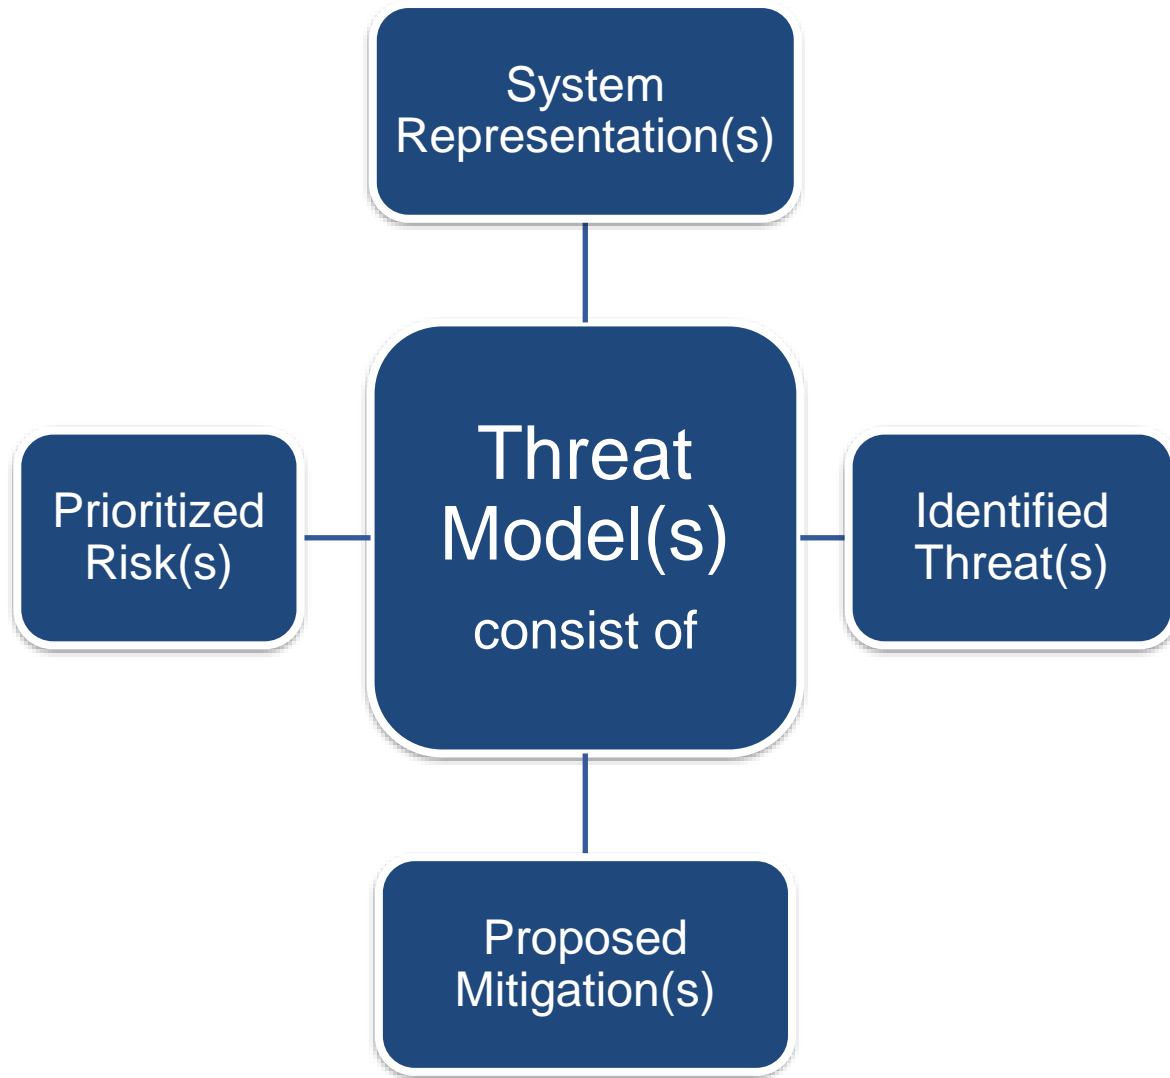 System
Representation(s)
Threat
Model(s)
consist of
Prioritized
Risk(s)
Identified
Threat(s)
Proposed
Mitigation(s)